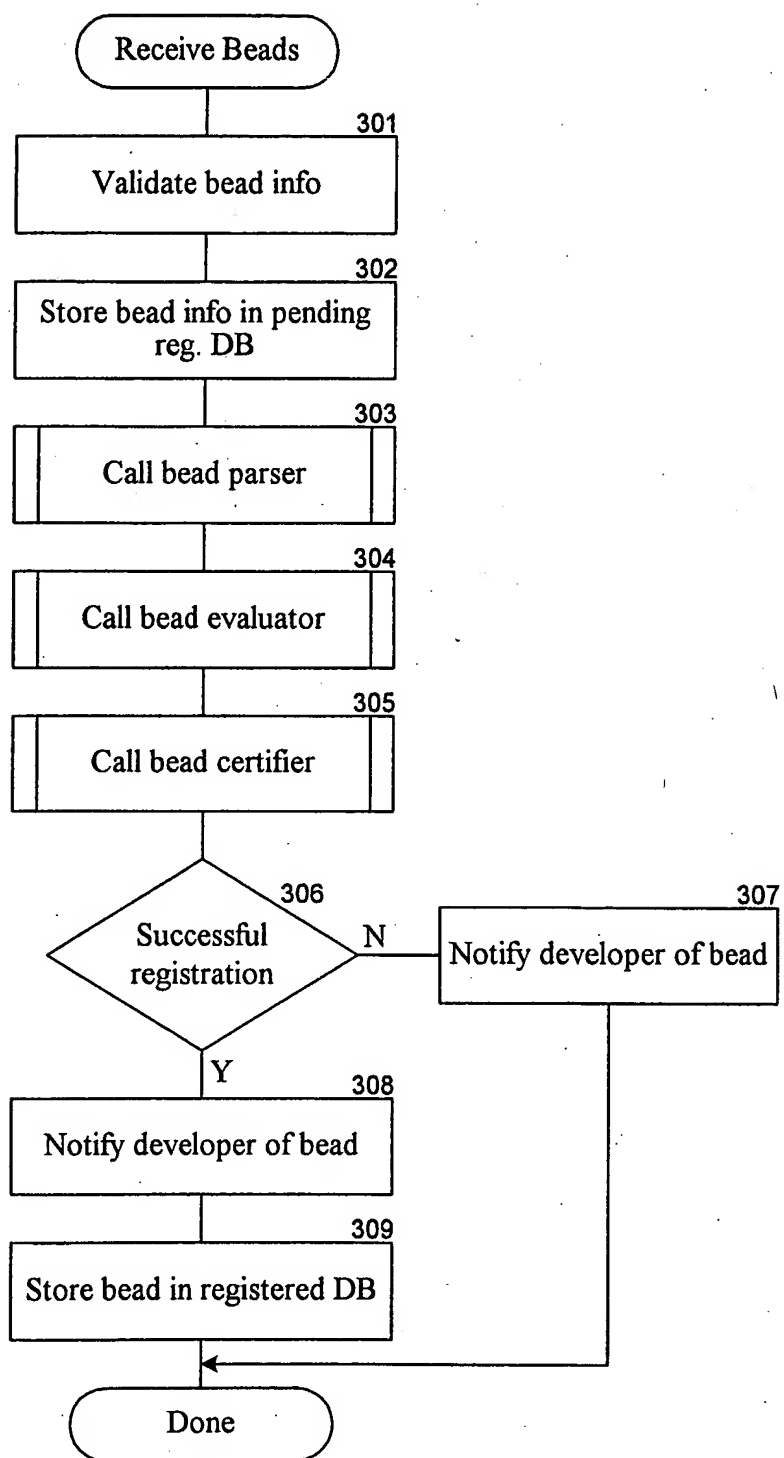 Receive Beads
301
Validate bead info
302
Store bead info in pending
reg. DB
303
Call bead parser
304
Call bead evaluator
305
Call bead certifier
306
Successful
registration
N
307
Notify developer of bead
Y
308
Notify developer of bead
309
Store bead in registered DB
Done